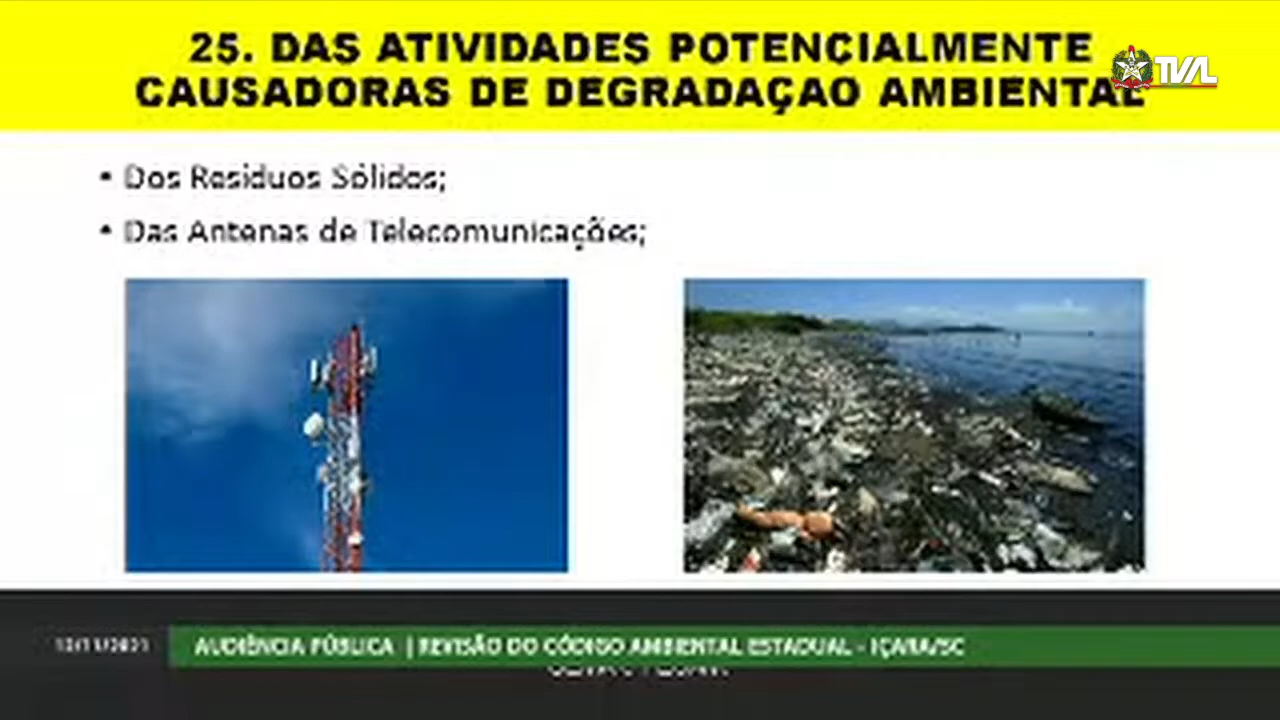 25. DAS ATIVIDADES POTENCIALMENTE
CAUSADORAS DE DEGRADAÇAO AMBIENTAL
TVAL
• Dos Residuos Sólidos;
• Das Antenas de Telecomunicações;
AUDIÊNCIA PÚBLICA | REVISÃO DO CÓDIGO AMBIENTAL ESTADUAL - IÇARA/SC